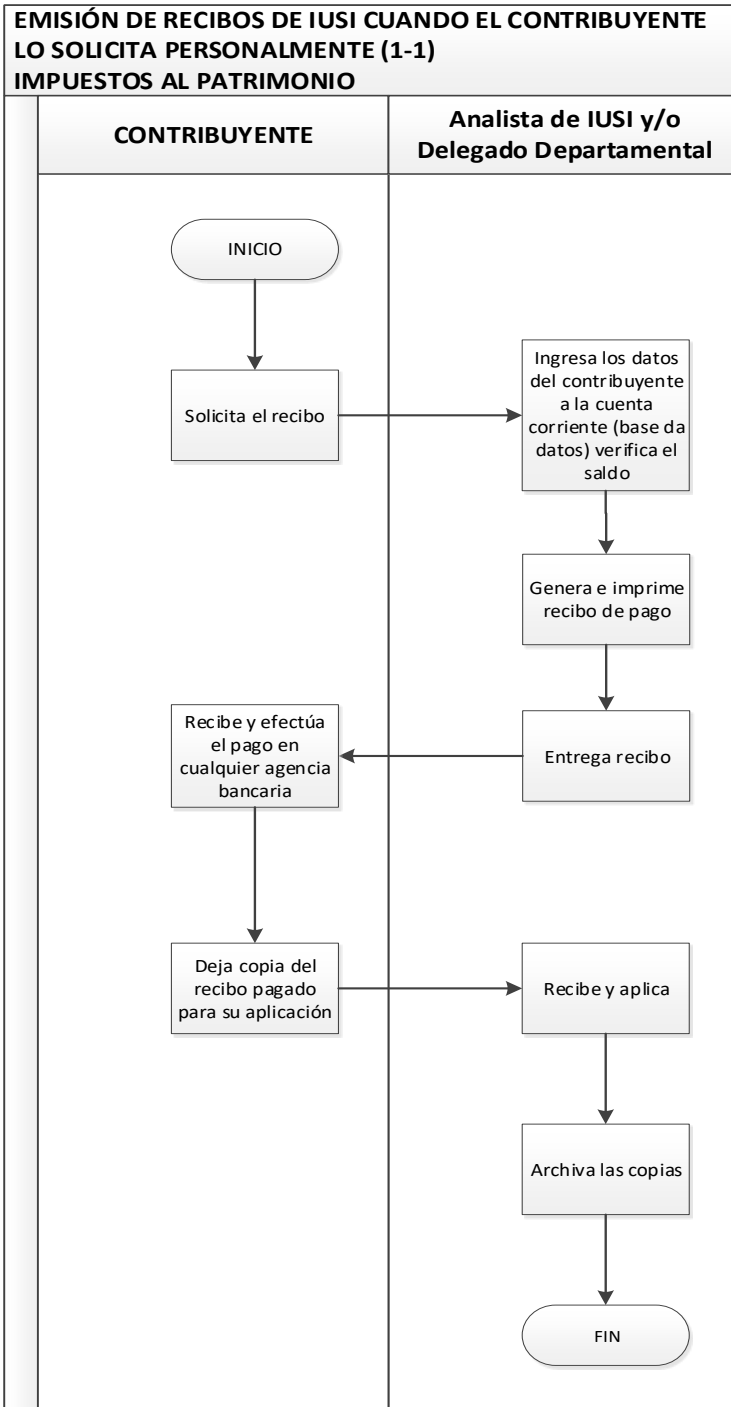 EMISIÓN DE RECIBOS DE IUSI CUANDO EL CONTRIBUYENTE
LO SOLICITA PERSONALMENTE (1-1)
IMPUESTOS AL PATRIMONIO
CONTRIBUYENTE
Analista de IUSI y/o
Delegado Departamental
INICIO
Solicita el recibo
Ingresa los datos
del contribuyente
a la cuenta
corriente (base da
datos) verifica el
saldo
Genera e imprime
recibo de pago
Entrega recibo
Recibe y efectúa
el pago en
cualquier agencia
bancaria
Deja copia del
recibo pagado
para su aplicación
Recibe y aplica
Archiva las copias
FIN